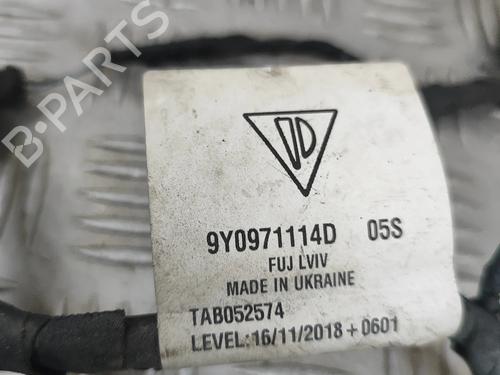 B-PARTS
9Y0971114D 05S
FUJ LVIV
MADE IN UKRAINE
TAB052574
LEVEL:16/11/2018 + 0601